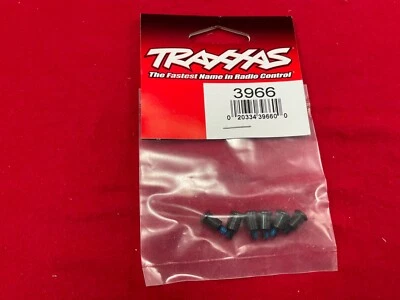 TRAXXAS
The Fastest Name in Radio Control
3966
0 20334 39660 0